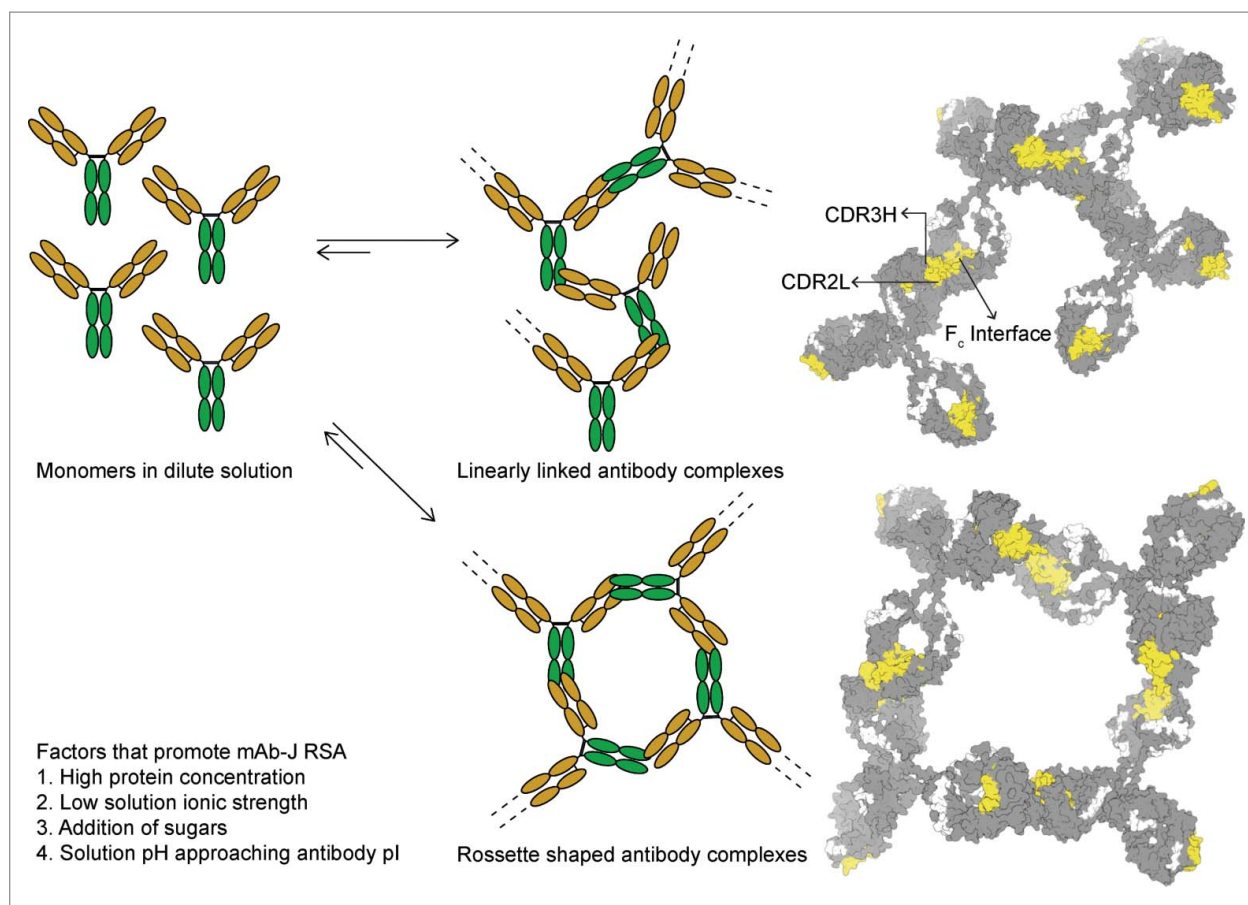 CDR3H
CDR2L
Fc Interface
Monomers in dilute solution
Linearly linked antibody complexes
Factors that promote mAb-J RSA
1. High protein concentration
2. Low solution ionic strength
3. Addition of sugars
4. Solution pH approaching antibody pI
Rossette shaped antibody complexes